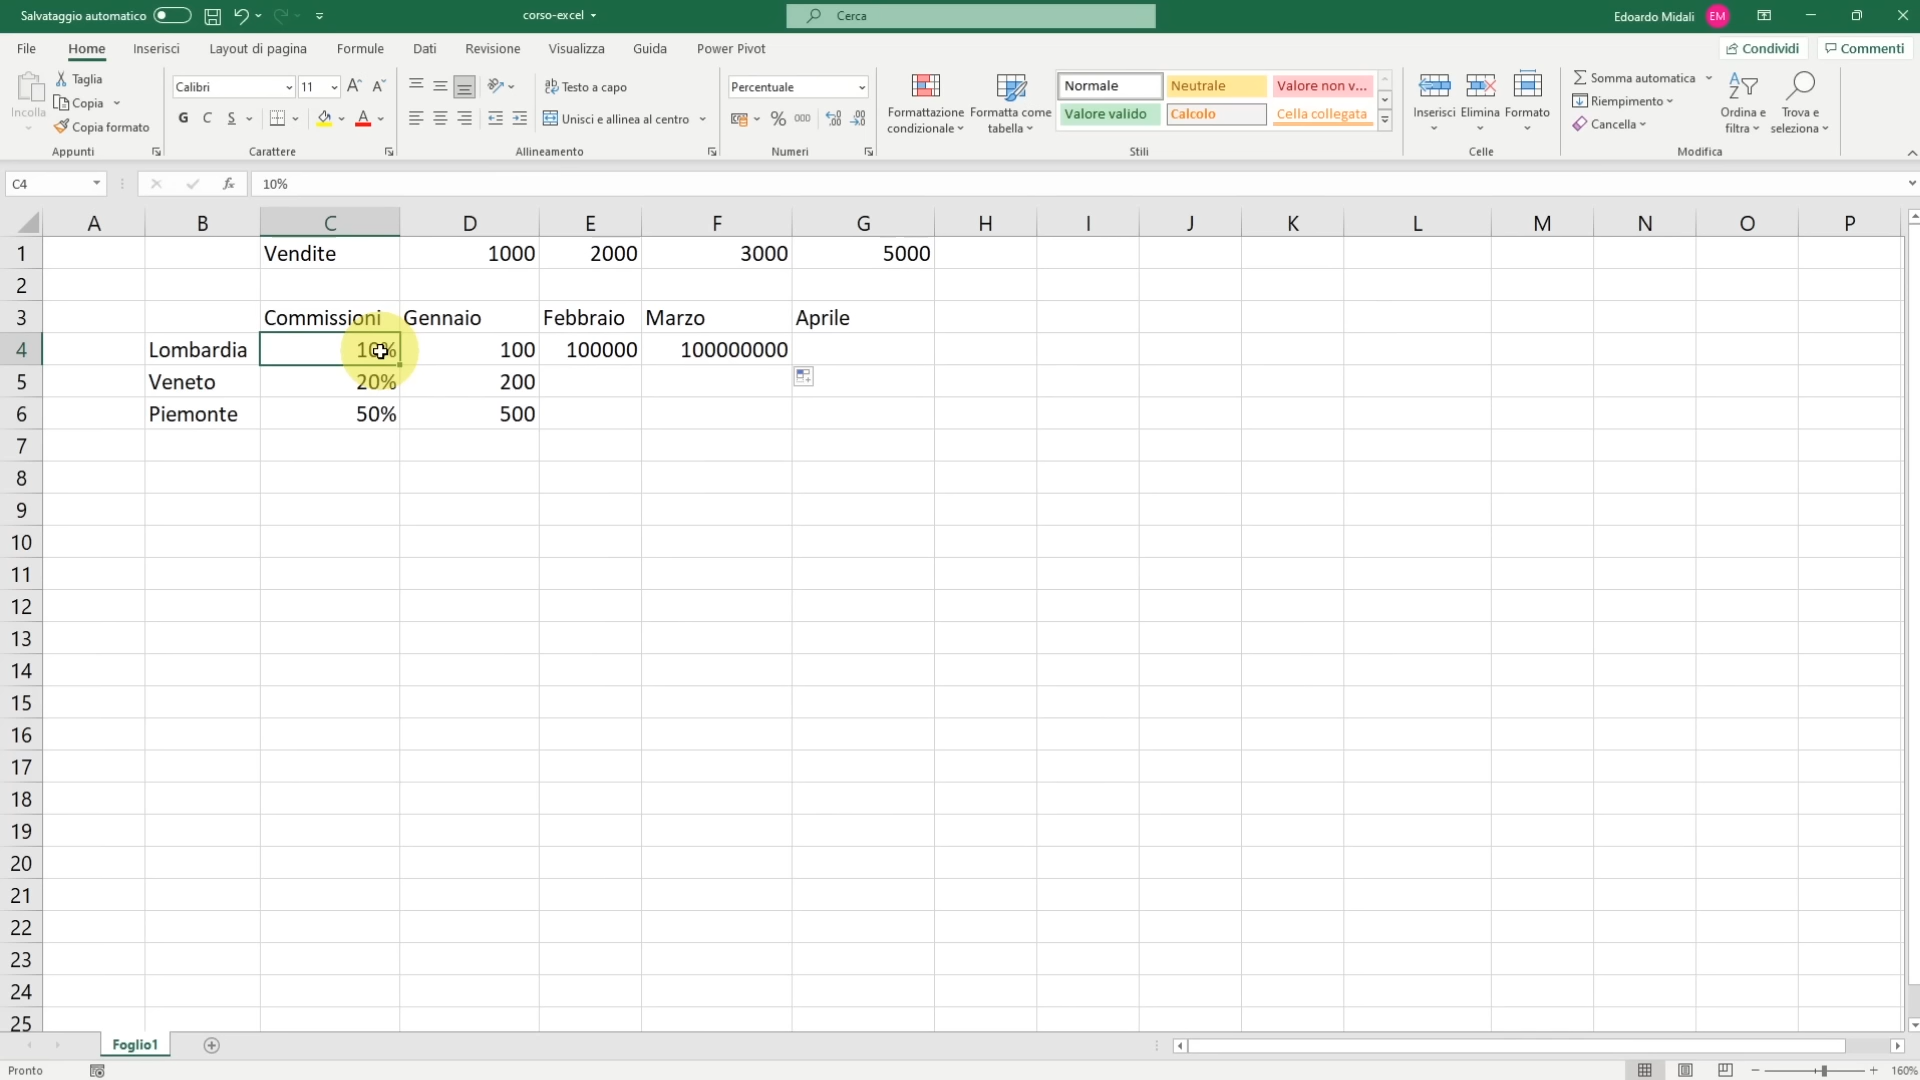 Salvataggio automatico
corso-excel
Cerca
Edoardo Midali EM
File Home Inserisci Layout di pagina Formule Dati Revisione Visualizza Guida Power Pivot
Condividi Commenti
Incolla
Taglia
Copia
Copia formato
Appunti
Calibri 11
G C S
Carattere
Testo a capo
Unisci e allinea al centro
Allineamento
Percentuale
% 000
Numeri
Formattazione condizionale
Formatta come tabella
Normale Neutrale Valore non v...
Valore valido Calcolo Cella collegata
Stili
Inserisci Elimina Formato
Celle
Somma automatica
Riempimento
Cancella
Ordina e filtra
Trova e seleziona
Modifica
C4 fx 10%
A B C D E F G H I J K L M N O P
1 Vendite 1000 2000 3000 5000
2
3 Commissioni Gennaio Febbraio Marzo Aprile
4 Lombardia 10% 100 100000 100000000
5 Veneto 20% 200
6 Piemonte 50% 500
7
8
9
10
11
12
13
14
15
16
17
18
19
20
21
22
23
24
25
Foglio1
Pronto
160%